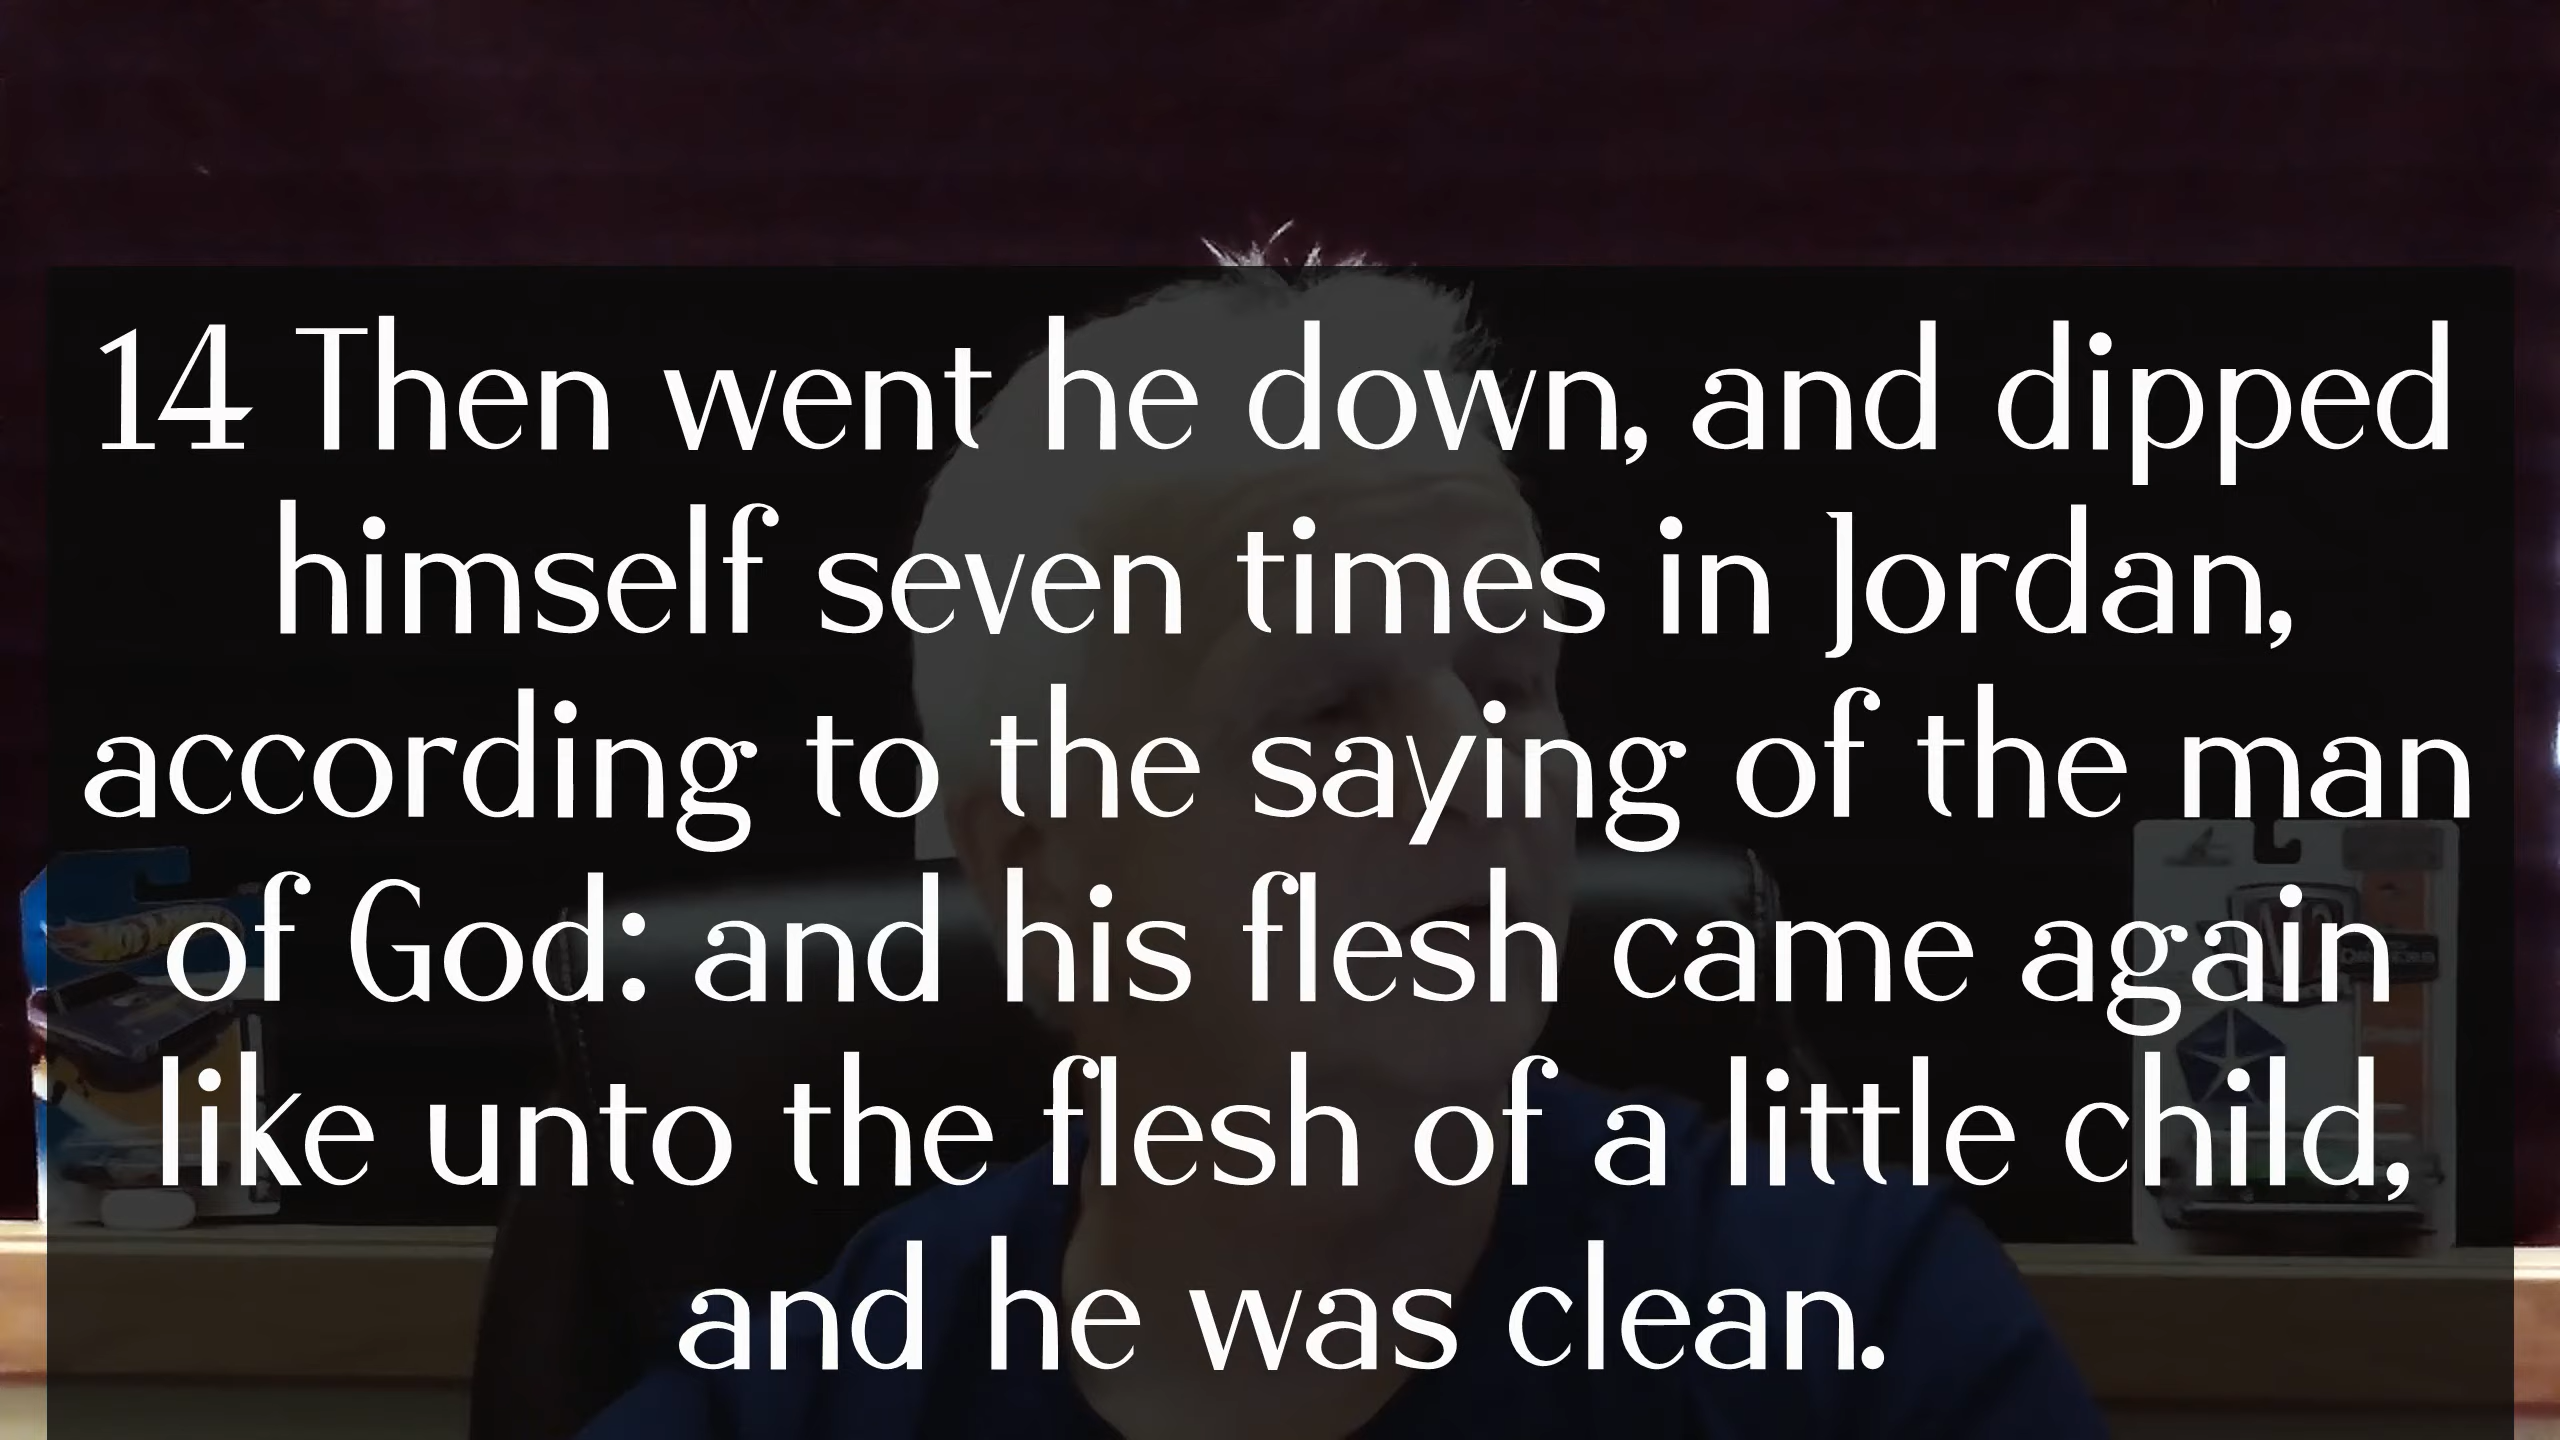 14 Then went he down, and dipped
himself seven times in Jordan,
according to the saying of the man
of God: and his flesh came again
like unto the flesh of a little child,
and he was clean.